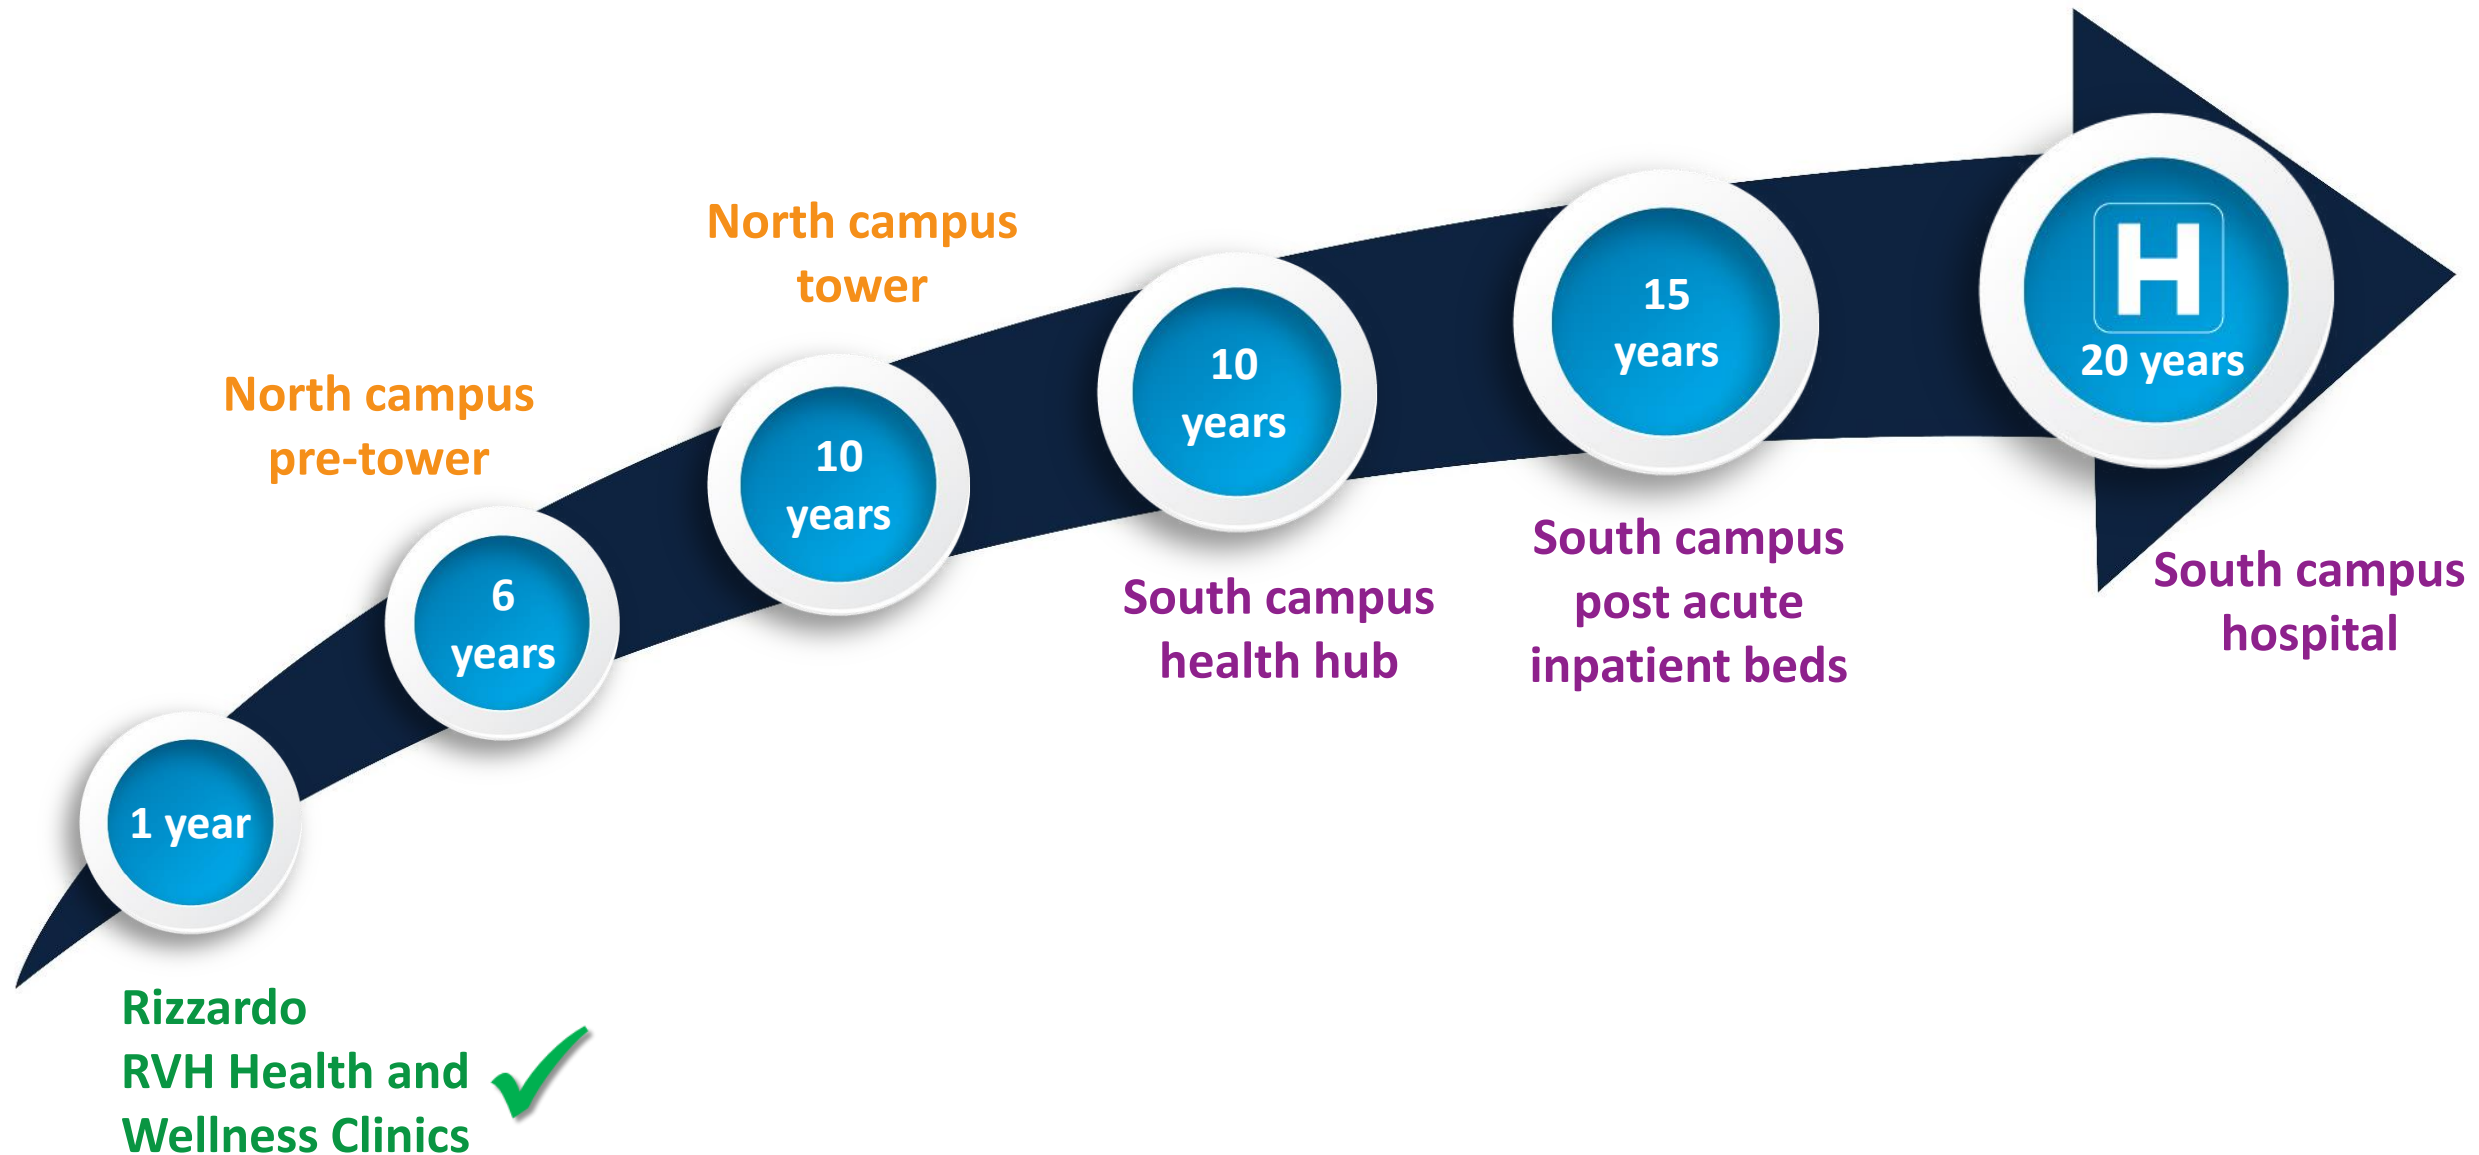 North campus
tower
North campus
pre-tower
1 year
6
years
10
years
10
years
15
years
H
20 years
South campus
health hub
South campus
post acute
inpatient beds
South campus
hospital
Rizzardo
RVH Health and
Wellness Clinics